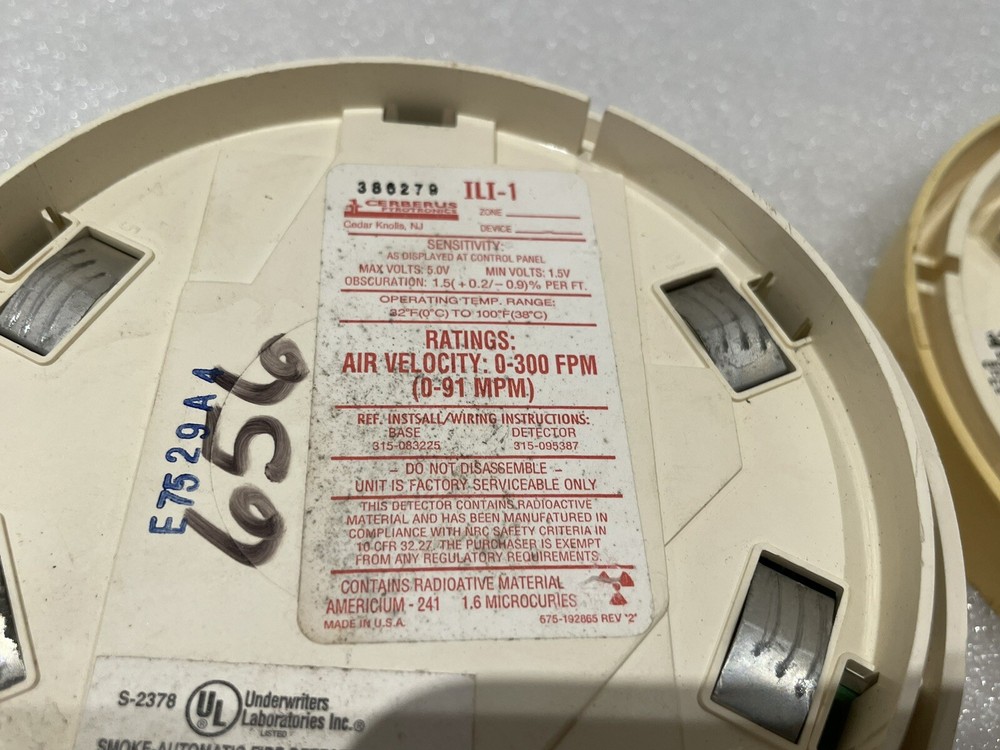 386279 ILI-1
CERBERUS
PYROTRONICS
ZONE
Cedar Knolls, NJ
DEVICE
SENSITIVITY:
AS DISPLAYED AT CONTROL PANEL
MAX VOLTS: 5.0V MIN VOLTS: 1.5V
OBSCURATION: 1.5(+0.2/-0.9)% PER FT.
OPERATING TEMP. RANGE:
32°F(0°C) TO 100°F(38°C)
RATINGS:
AIR VELOCITY: 0-300 FPM
(0-91 MPM)
REF. INSTSALL/WIRING INSTRUCTIONS:
BASE DETECTOR
315-083225 315-095387
- DO NOT DISASSEMBLE -
UNIT IS FACTORY SERVICEABLE ONLY
THIS DETECTOR CONTAINS RADIOACTIVE
MATERIAL AND HAS BEEN MANUFATURED IN
COMPLIANCE WITH NRC SAFETY CRITERIA IN
10 CFR 32.27. THE PURCHASER IS EXEMPT
FROM ANY REGULATORY REQUIREMENTS.
CONTAINS RADIOATIVE MATERIAL
AMERICIUM - 241 1.6 MICROCURIES
MADE IN U.S.A. 675-192865 REV "2"
E7529A4
656
S-2378 UL Underwriters
Laboratories Inc.®
LISTED